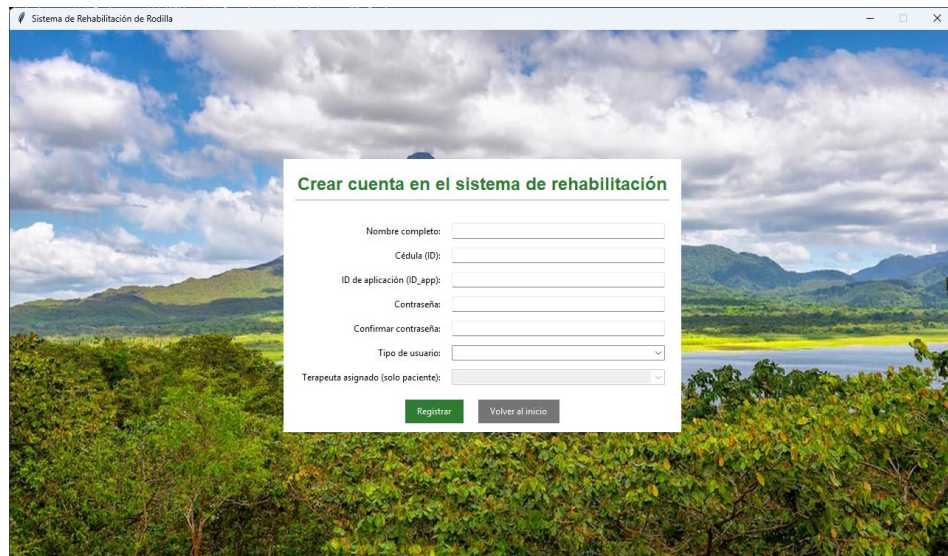 Sistema de Rehabilitación de Rodilla
Crear cuenta en el sistema de rehabilitación
Nombre completo:
Cédula (ID):
ID de aplicación (ID_app):
Contraseña:
Confirmar contraseña:
Tipo de usuario:
Terapeuta asignado (solo paciente):
Registrar Volver al inicio